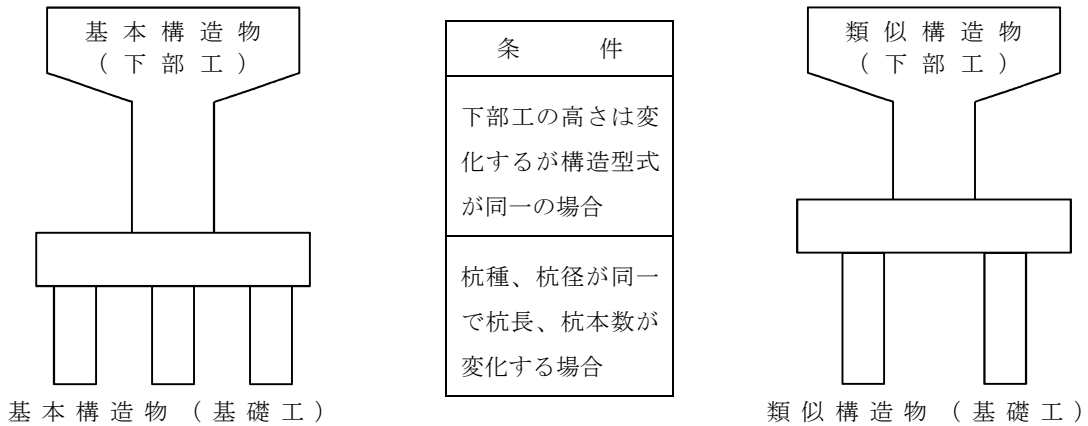 基本構造物
(下部工)
基本構造物(基礎工)
条件
下部工の高さは変
化するが構造型式
が同一の場合
杭種、杭径が同一
で杭長、杭本数が
変化する場合
類似構造物
(下部工)
類似構造物(基礎工)